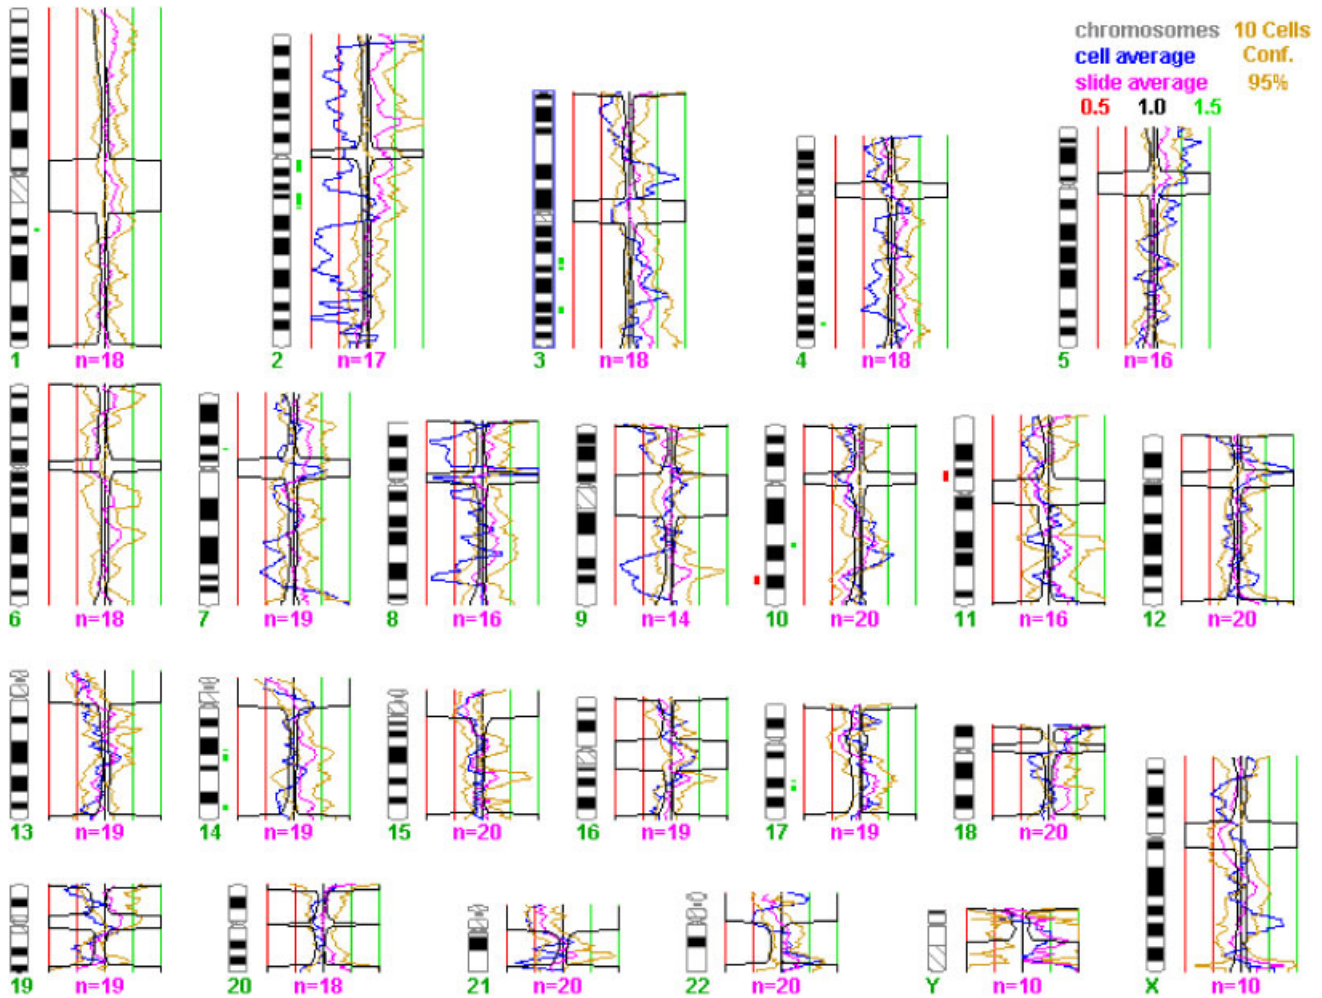 chromosomes 10 Cells
cell average Conf.
slide average 95%
0.5 1.0 1.5
1 n=18
2 n=17
3 n=18
4 n=18
5 n=16
6 n=18
7 n=19
8 n=16
9 n=14
10 n=20
11 n=16
12 n=20
13 n=19
14 n=19
15 n=20
16 n=19
17 n=19
18 n=20
19 n=19
20 n=18
21 n=20
22 n=20
Y n=10
X n=10